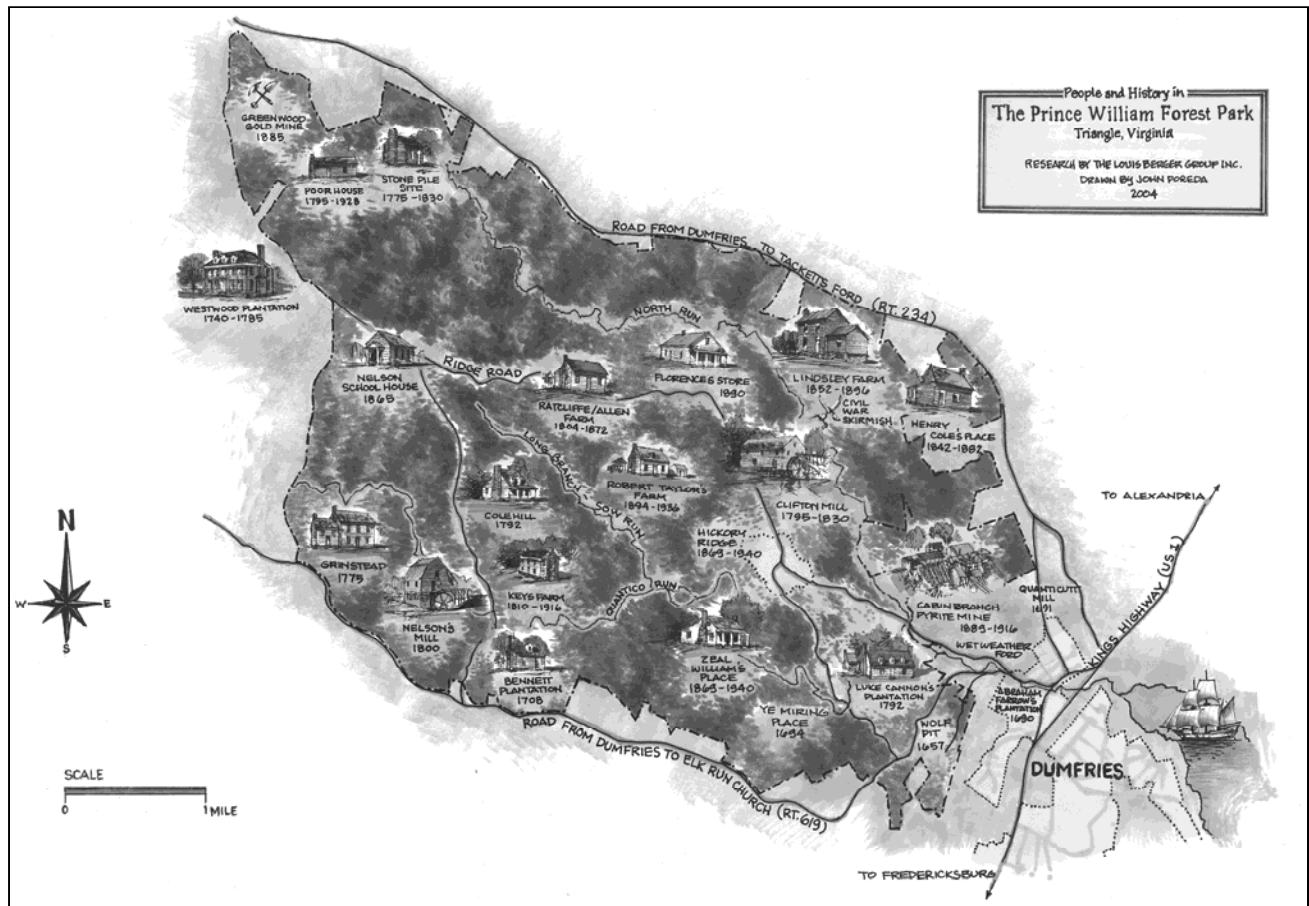 People and History in
The Prince William Forest Park
Triangle, Virginia
RESEARCH BY THE LOUIS BERGER GROUP INC.
DRAWN BY JOHN POREDA
2004
GREENWOOD
GOLD MINE
1885
POOR HOUSE
1795-1928
STONE PILE
SITE
1775-1830
ROAD FROM DUMFRIES TO TACKETTS FORD (RT. 234)
WESTWOOD PLANTATION
1740-1785
NORTH RUN
NELSON
SCHOOL HOUSE
1865
RIDGE ROAD
RATCLIFFE/ALLEN
FARM
1804-1872
FLORENCES STORE
1890
LINDSLEY FARM
1852-1896
CIVIL
WAR
SKIRMISH
HENRY
COLE'S PLACE
1842-1882
LONG BRANCH - SOW RUN
COLE HILL
1792
ROBERT TAYLOR'S
FARM
1894-1936
CLIFTON MILL
1795-1830
TO ALEXANDRIA
HICKORY
RIDGE
1869-1940
N
W
E
S
GRINSTEAD
1775
KEYS FARM
1810-1916
QUANTICO RUN
CABIN BRONCH
PYRITE MINE
1889-1916
QUANTICUTT
MILL
1691
KINGS HIGHWAY (US.1)
NELSON'S
MILL
1800
WET WEATHER
FORD
BENNETT
PLANTATION
1708
ZEAL
WILLIAM'S
PLACE
1869-1940
LUKE CANNON'S
PLANTATION
1792
ABRAHAM
FARROW'S
PLANTATION
1690
YE MIRING
PLACE
1694
WOLF
PIT
1657
ROAD FROM DUMFRIES TO ELK RUN CHURCH (RT. 619)
DUMFRIES
SCALE
0
1 MILE
TO FREDERICKSBURG